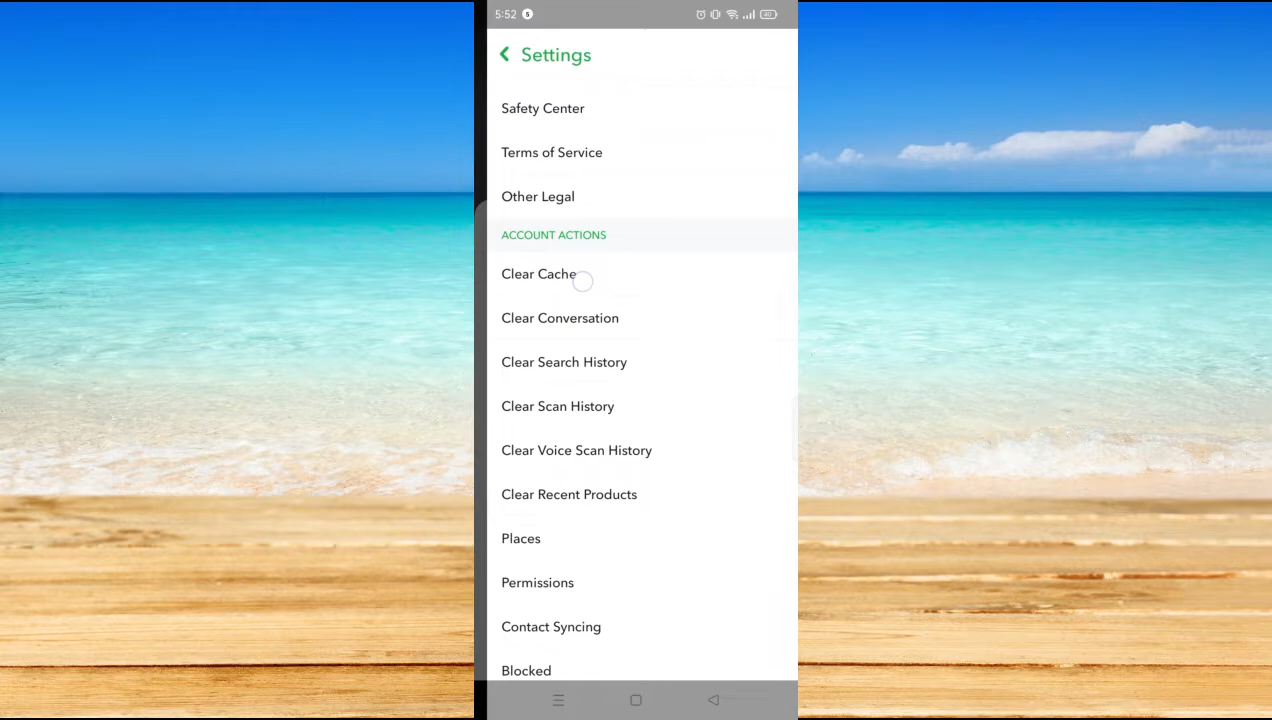 5:52
Settings
Safety Center
Terms of Service
Other Legal
ACCOUNT ACTIONS
Clear Cache
Clear Conversation
Clear Search History
Clear Scan History
Clear Voice Scan History
Clear Recent Products
Places
Permissions
Contact Syncing
Blocked